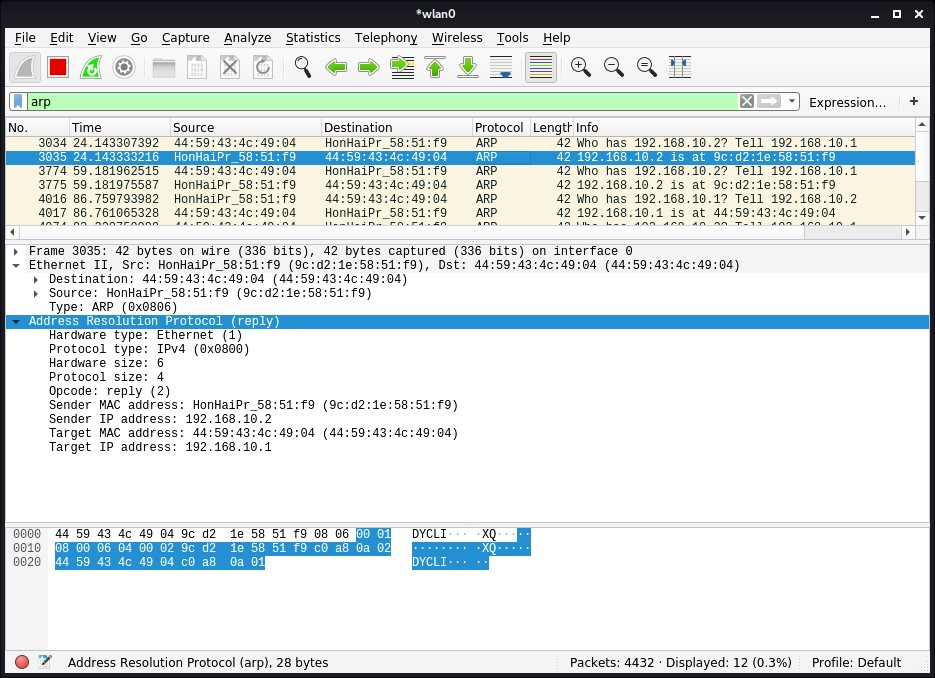 *wlan0
File Edit View Go Capture Analyze Statistics Telephony Wireless Tools Help
arp Expression… +
No. Time Source Destination Protocol Length Info
3034 24.143307392 44:59:43:4c:49:04 HonHaiPr_58:51:f9 ARP 42 Who has 192.168.10.2? Tell 192.168.10.1
3035 24.143333216 HonHaiPr_58:51:f9 44:59:43:4c:49:04 ARP 42 192.168.10.2 is at 9c:d2:1e:58:51:f9
3774 59.181962515 44:59:43:4c:49:04 HonHaiPr_58:51:f9 ARP 42 Who has 192.168.10.2? Tell 192.168.10.1
3775 59.181975587 HonHaiPr_58:51:f9 44:59:43:4c:49:04 ARP 42 192.168.10.2 is at 9c:d2:1e:58:51:f9
4016 86.759793982 HonHaiPr_58:51:f9 44:59:43:4c:49:04 ARP 42 Who has 192.168.10.1? Tell 192.168.10.2
4017 86.761065328 44:59:43:4c:49:04 HonHaiPr_58:51:f9 ARP 42 192.168.10.1 is at 44:59:43:4c:49:04
Frame 3035: 42 bytes on wire (336 bits), 42 bytes captured (336 bits) on interface 0
Ethernet II, Src: HonHaiPr_58:51:f9 (9c:d2:1e:58:51:f9), Dst: 44:59:43:4c:49:04 (44:59:43:4c:49:04)
Destination: 44:59:43:4c:49:04 (44:59:43:4c:49:04)
Source: HonHaiPr_58:51:f9 (9c:d2:1e:58:51:f9)
Type: ARP (0x0806)
Address Resolution Protocol (reply)
Hardware type: Ethernet (1)
Protocol type: IPv4 (0x0800)
Hardware size: 6
Protocol size: 4
Opcode: reply (2)
Sender MAC address: HonHaiPr_58:51:f9 (9c:d2:1e:58:51:f9)
Sender IP address: 192.168.10.2
Target MAC address: 44:59:43:4c:49:04 (44:59:43:4c:49:04)
Target IP address: 192.168.10.1
0000 44 59 43 4c 49 04 9c d2 1e 58 51 f9 08 06 00 01 DYCLI··· ·XQ·····
0010 08 00 06 04 00 02 9c d2 1e 58 51 f9 c0 a8 0a 02 ········ ·XQ·····
0020 44 59 43 4c 49 04 c0 a8 0a 01 DYCLI··· ··
Address Resolution Protocol (arp), 28 bytes Packets: 4432 · Displayed: 12 (0.3%) Profile: Default